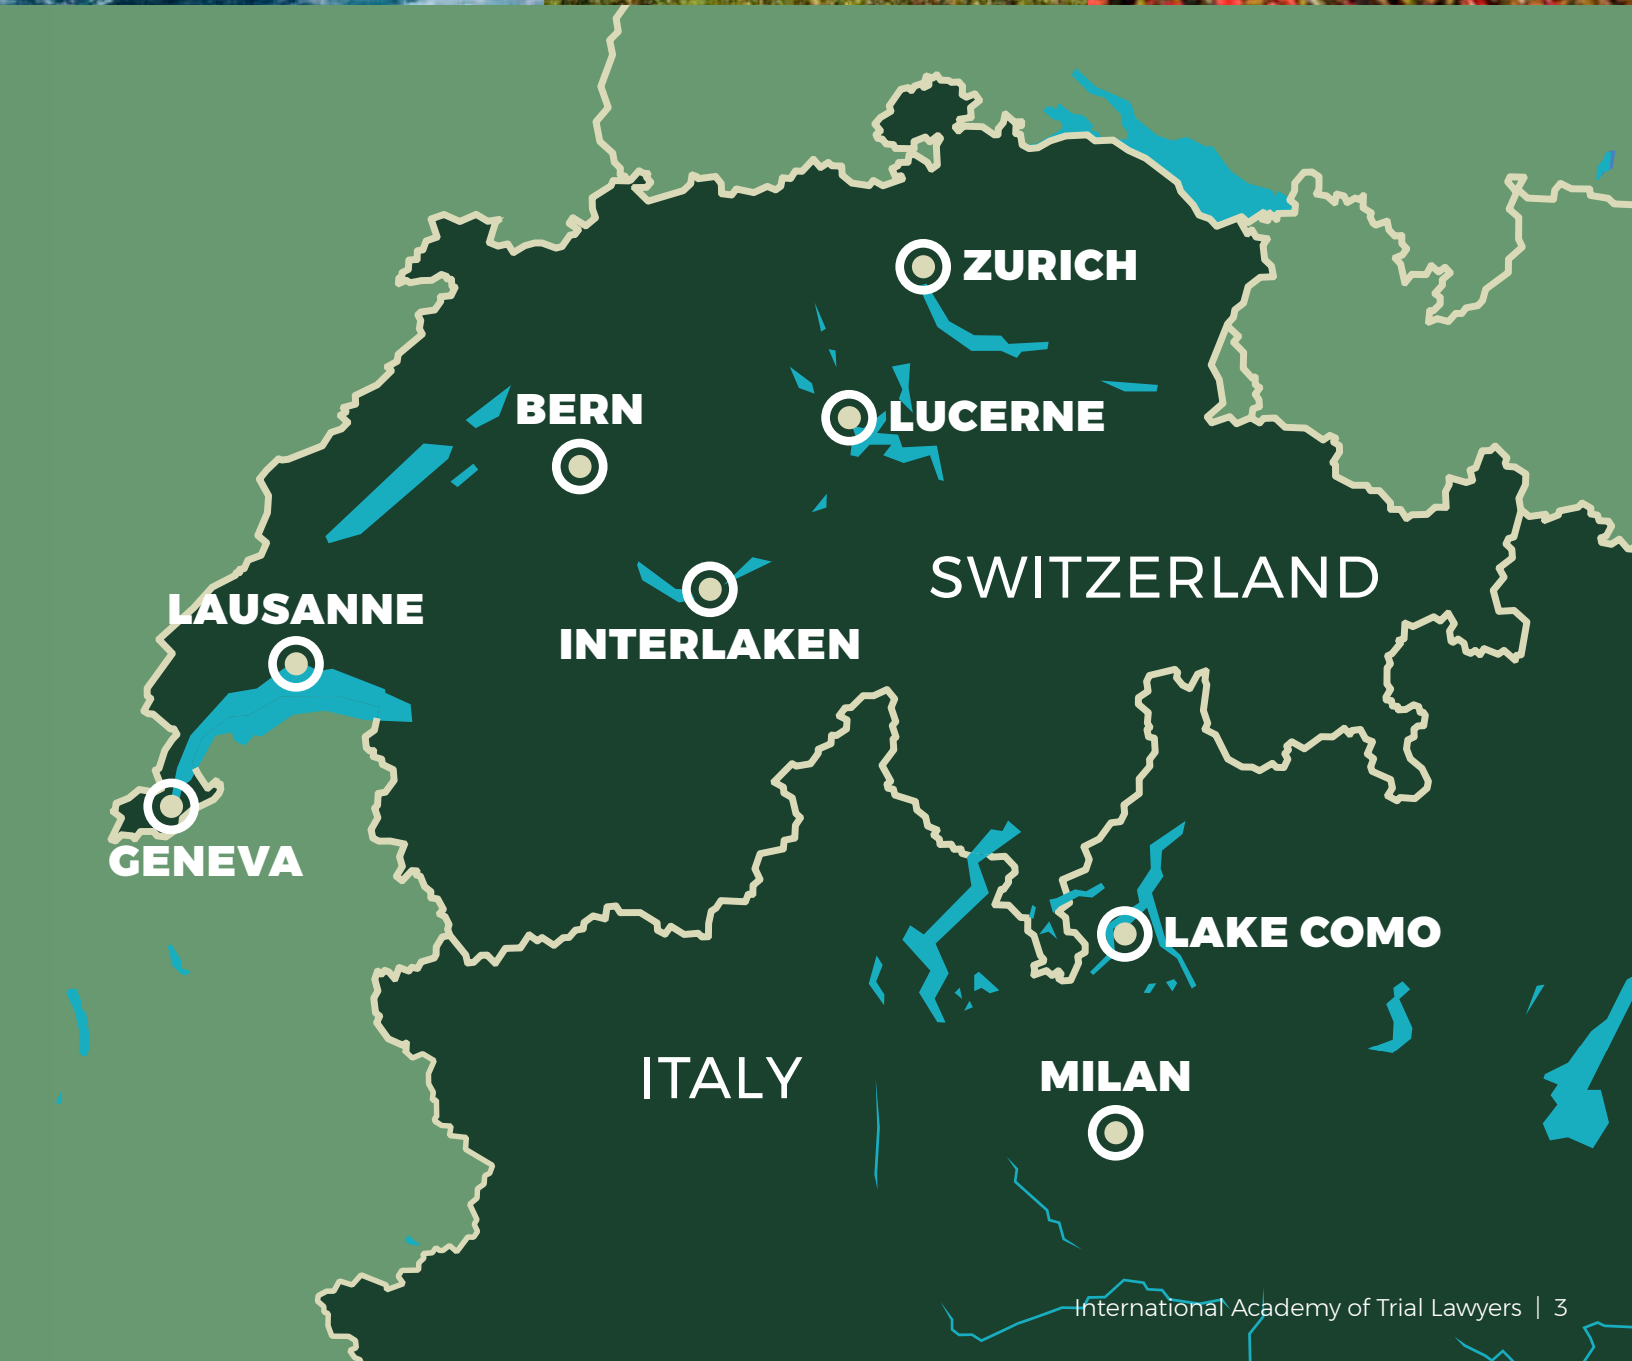 ZURICH
BERN
LUCERNE
SWITZERLAND
LAUSANNE
INTERLAKEN
GENEVA
LAKE COMO
ITALY
MILAN
International Academy of Trial Lawyers | 3